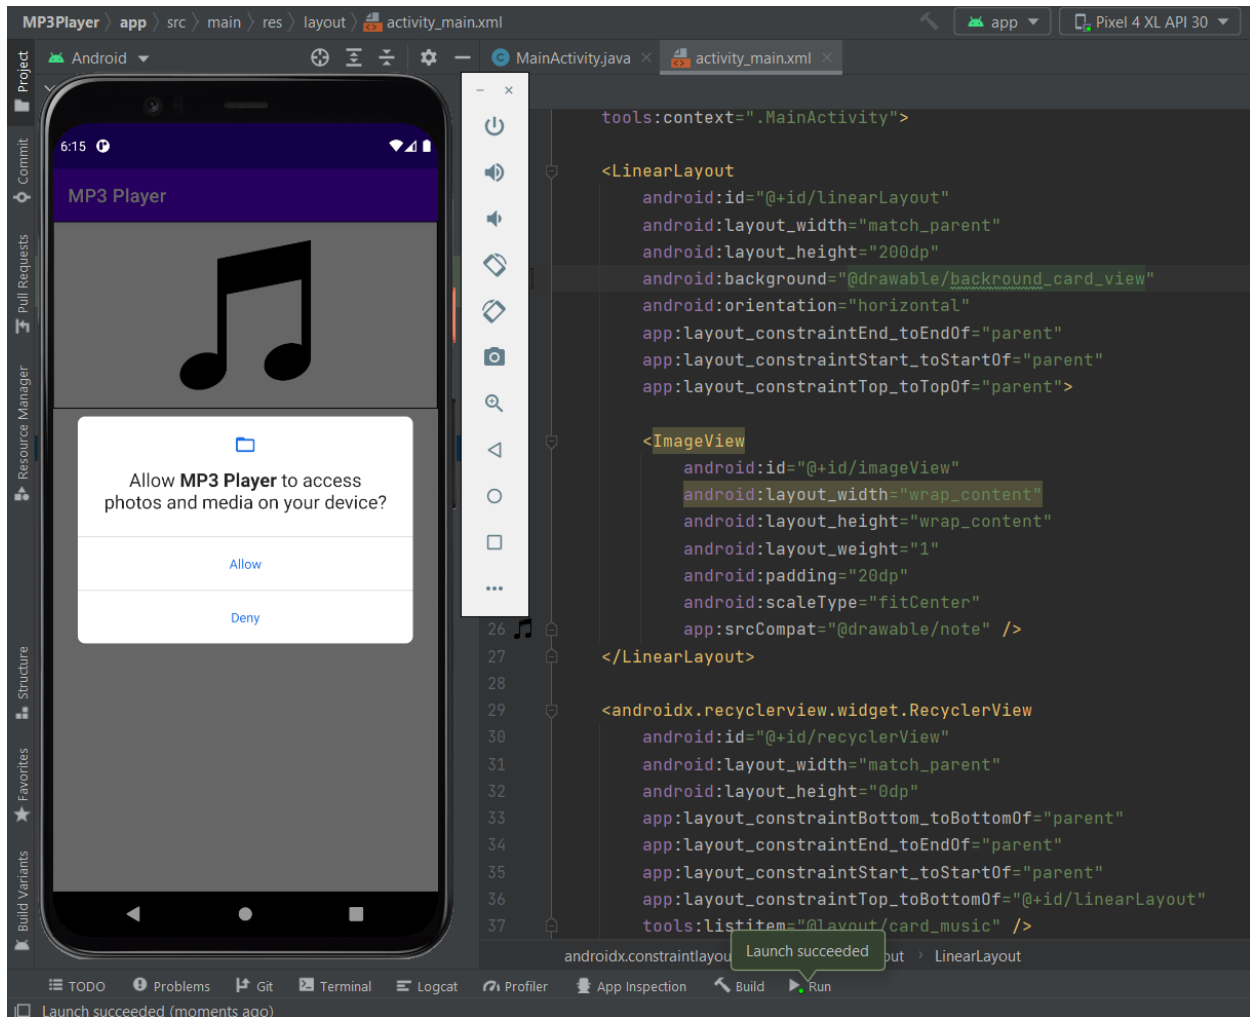 MP3Player app src main res layout activity_main.xml app Pixel 4 XL API 30
Project
Commit
Pull Requests
Resource Manager
Structure
Favorites
Build Variants
Android
MainActivity.java activity_main.xml
6:15
MP3 Player
Allow MP3 Player to access
photos and media on your device?
Allow
Deny
tools:context=".MainActivity">
<LinearLayout
android:id="@+id/linearLayout"
android:layout_width="match_parent"
android:layout_height="200dp"
android:background="@drawable/backround_card_view"
android:orientation="horizontal"
app:layout_constraintEnd_toEndOf="parent"
app:layout_constraintStart_toStartOf="parent"
app:layout_constraintTop_toTopOf="parent">
<ImageView
android:id="@+id/imageView"
android:layout_width="wrap_content"
android:layout_height="wrap_content"
android:layout_weight="1"
android:padding="20dp"
android:scaleType="fitCenter"
26 app:srcCompat="@drawable/note" />
27 </LinearLayout>
28
29 <androidx.recyclerview.widget.RecyclerView
30 android:id="@+id/recyclerView"
31 android:layout_width="match_parent"
32 android:layout_height="0dp"
33 app:layout_constraintBottom_toBottomOf="parent"
34 app:layout_constraintEnd_toEndOf="parent"
35 app:layout_constraintStart_toStartOf="parent"
36 app:layout_constraintTop_toBottomOf="@+id/linearLayout"
37 tools:listitem="@layout/card_music" />
Launch succeeded
androidx.constraintlayou out LinearLayout
TODO Problems Git Terminal Logcat Profiler App Inspection Build Run
Launch succeeded (moments ago)